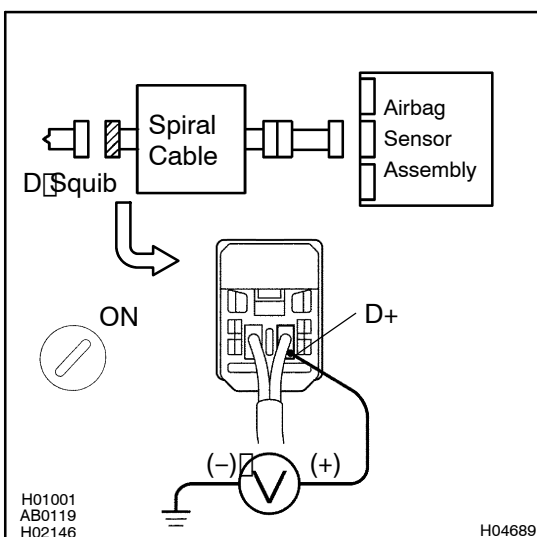 Spiral
Cable
Airbag
Sensor
Assembly
D▯Squib
ON
D+
(−)▯
V
(+)
H01001
AB0119
H02146
H04689